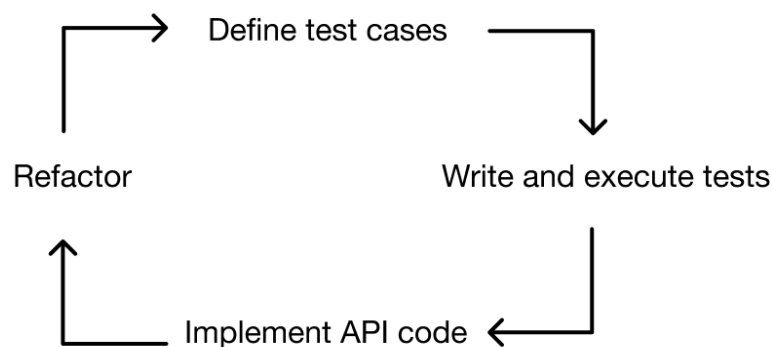 Define test cases
Refactor
Write and execute tests
Implement API code